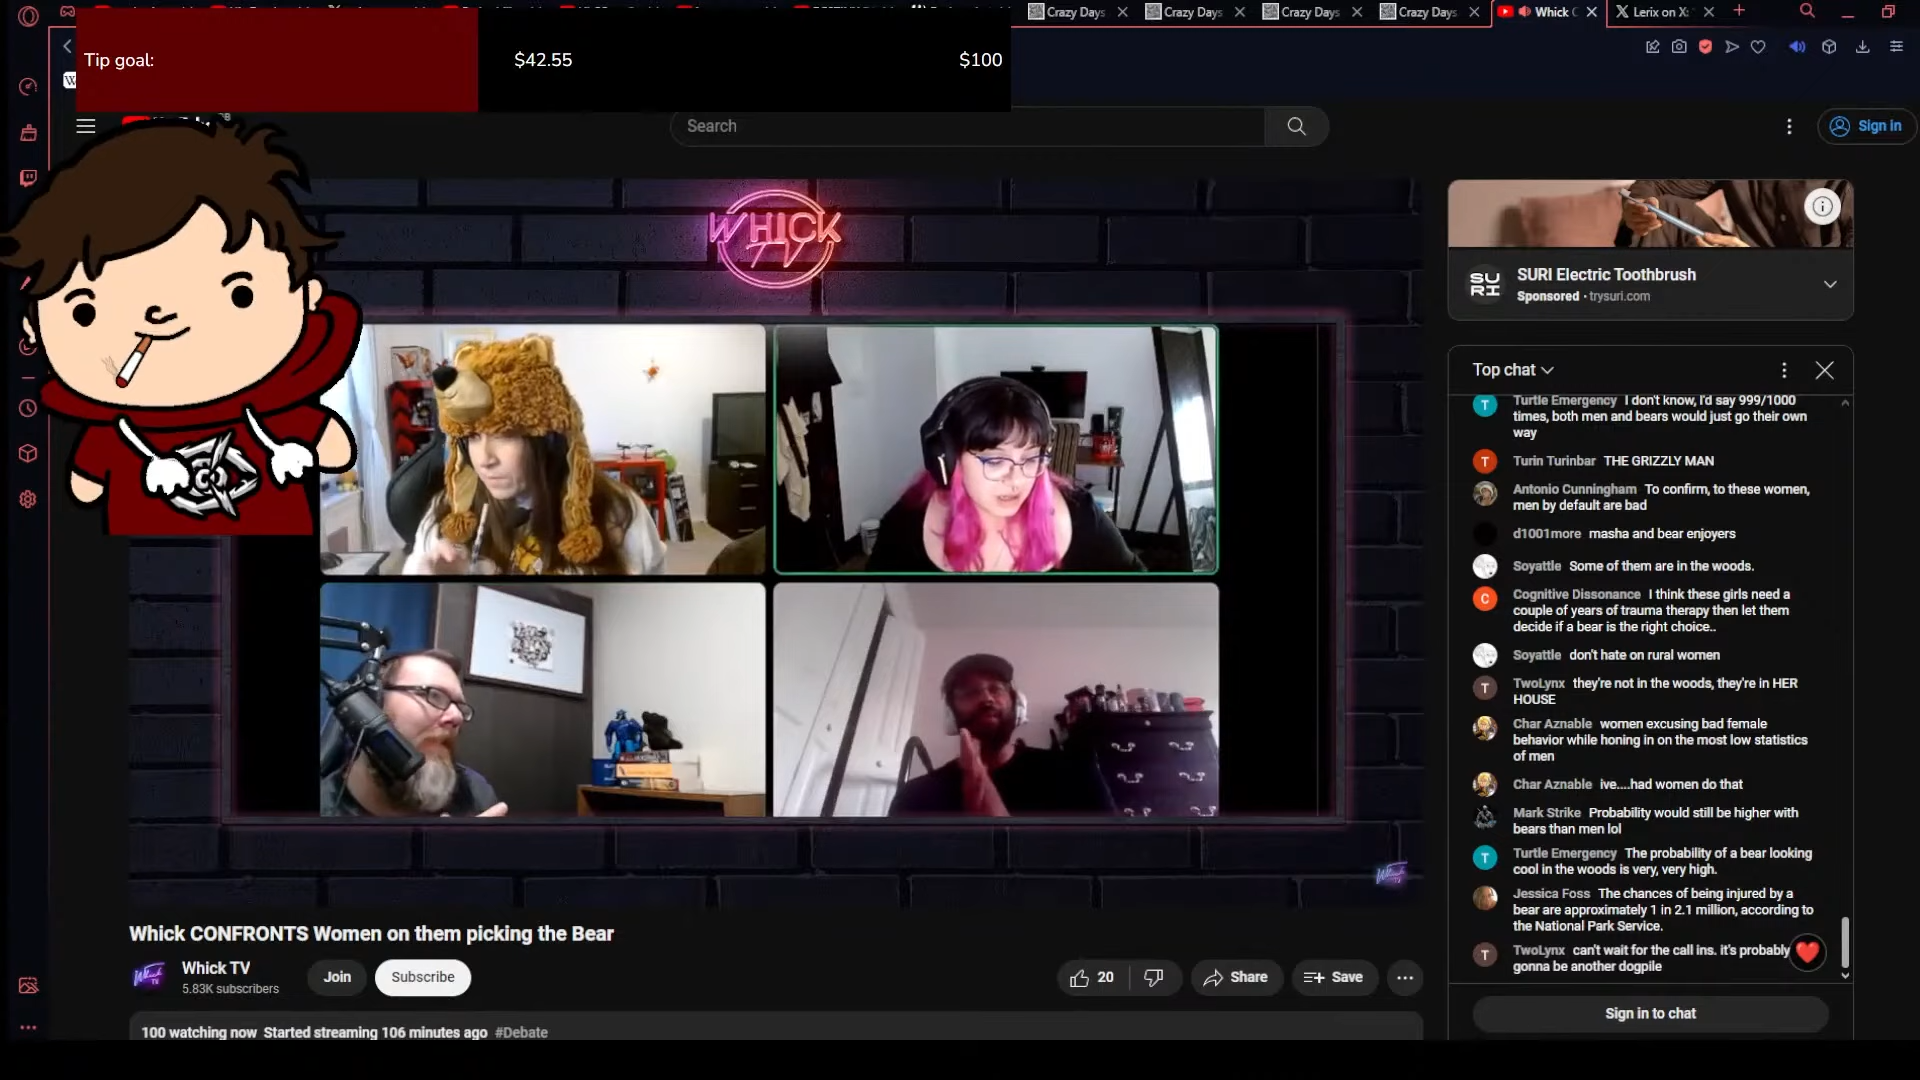 Crazy Days
Crazy Days
Crazy Days
Crazy Days
Whick C
Lerix on X:
Tip goal:
$42.55
$100
Search
Sign in
WHICK
TV
SURI Electric Toothbrush
Sponsored · trysuri.com
SU
RI
Top chat
Turtle Emergency I don't know, I'd say 999/1000
times, both men and bears would just go their own
way
Turin Turinbar THE GRIZZLY MAN
Antonio Cunningham To confirm, to these women,
men by default are bad
d1001more masha and bear enjoyers
Soyattle Some of them are in the woods.
Cognitive Dissonance I think these girls need a
couple of years of trauma therapy then let them
decide if a bear is the right choice..
Soyattle don't hate on rural women
TwoLynx they're not in the woods, they're in HER
HOUSE
Char Aznable women excusing bad female
behavior while honing in on the most low statistics
of men
Char Aznable ive....had women do that
Mark Strike Probability would still be higher with
bears than men lol
Turtle Emergency The probability of a bear looking
cool in the woods is very, very high.
Jessica Foss The chances of being injured by a
bear are approximately 1 in 2.1 million, according to
the National Park Service.
TwoLynx can't wait for the call ins. it's probably
gonna be another dogpile
Sign in to chat
Whick CONFRONTS Women on them picking the Bear
Whick TV
5.83K subscribers
Join
Subscribe
20
Share
Save
100 watching now Started streaming 106 minutes ago #Debate